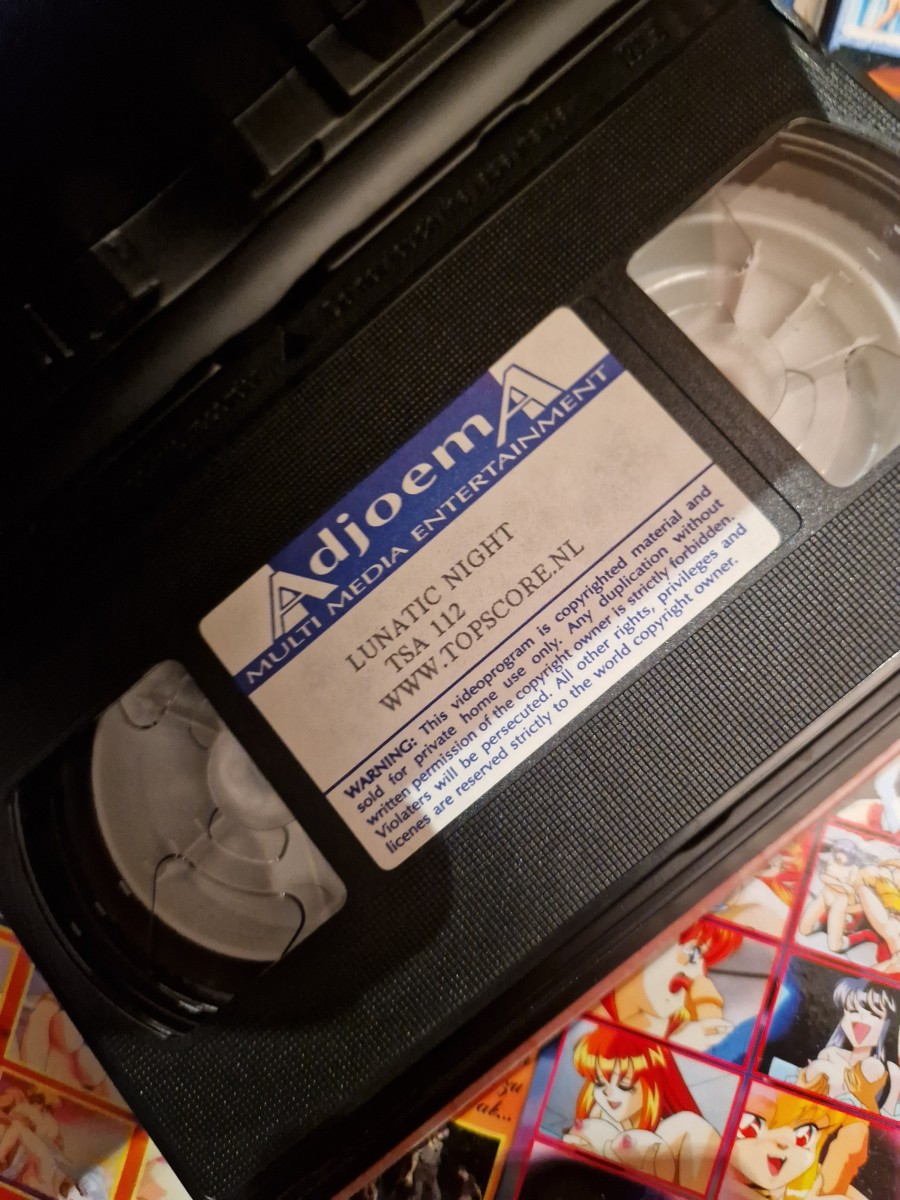 AdjoemA
MULTI MEDIA ENTERTAINMENT
LUNATIC NIGHT
TSA 112
WWW.TOPSCORE.NL
WARNING: This videoprogram is copyrighted material and
sold for private home use only. Any duplication without
written permission of the copyright owner is strictly forbidden.
Violaters will be persecuted. All other rights, privileges and
licenes are reserved strictly to the world copyright owner.